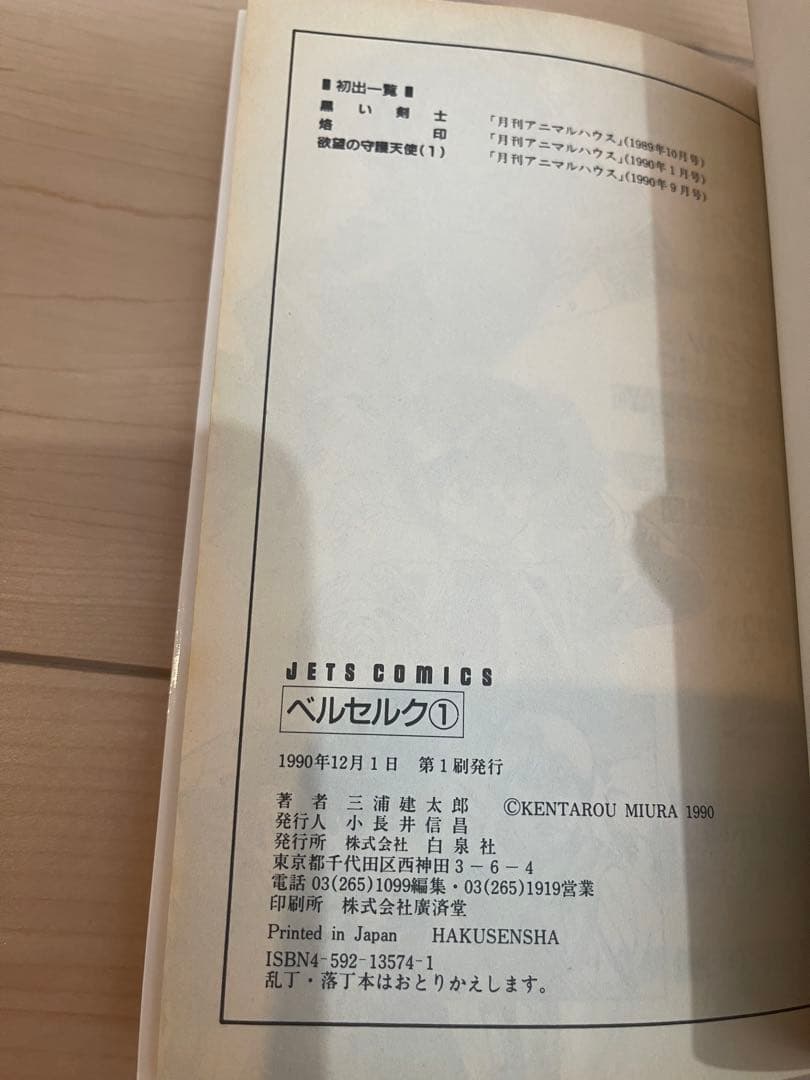 ■ 初出一覧 ■
黒い剣士 「月刊アニマルハウス」(1989年10月号)
烙印 「月刊アニマルハウス」(1990年1月号)
欲望の守護天使(1) 「月刊アニマルハウス」(1990年9月号)
JETS COMICS
ベルセルク①
1990年12月1日 第1刷発行
著者 三浦建太郎 ©KENTAROU MIURA 1990
発行人 小長井信昌
発行所 株式会社 白泉社
東京都千代田区西神田3-6-4
電話 03(265)1099編集・03(265)1919営業
印刷所 株式会社廣済堂
Printed in Japan HAKUSENSHA
ISBN4-592-13574-1
乱丁・落丁本はおとりかえします。